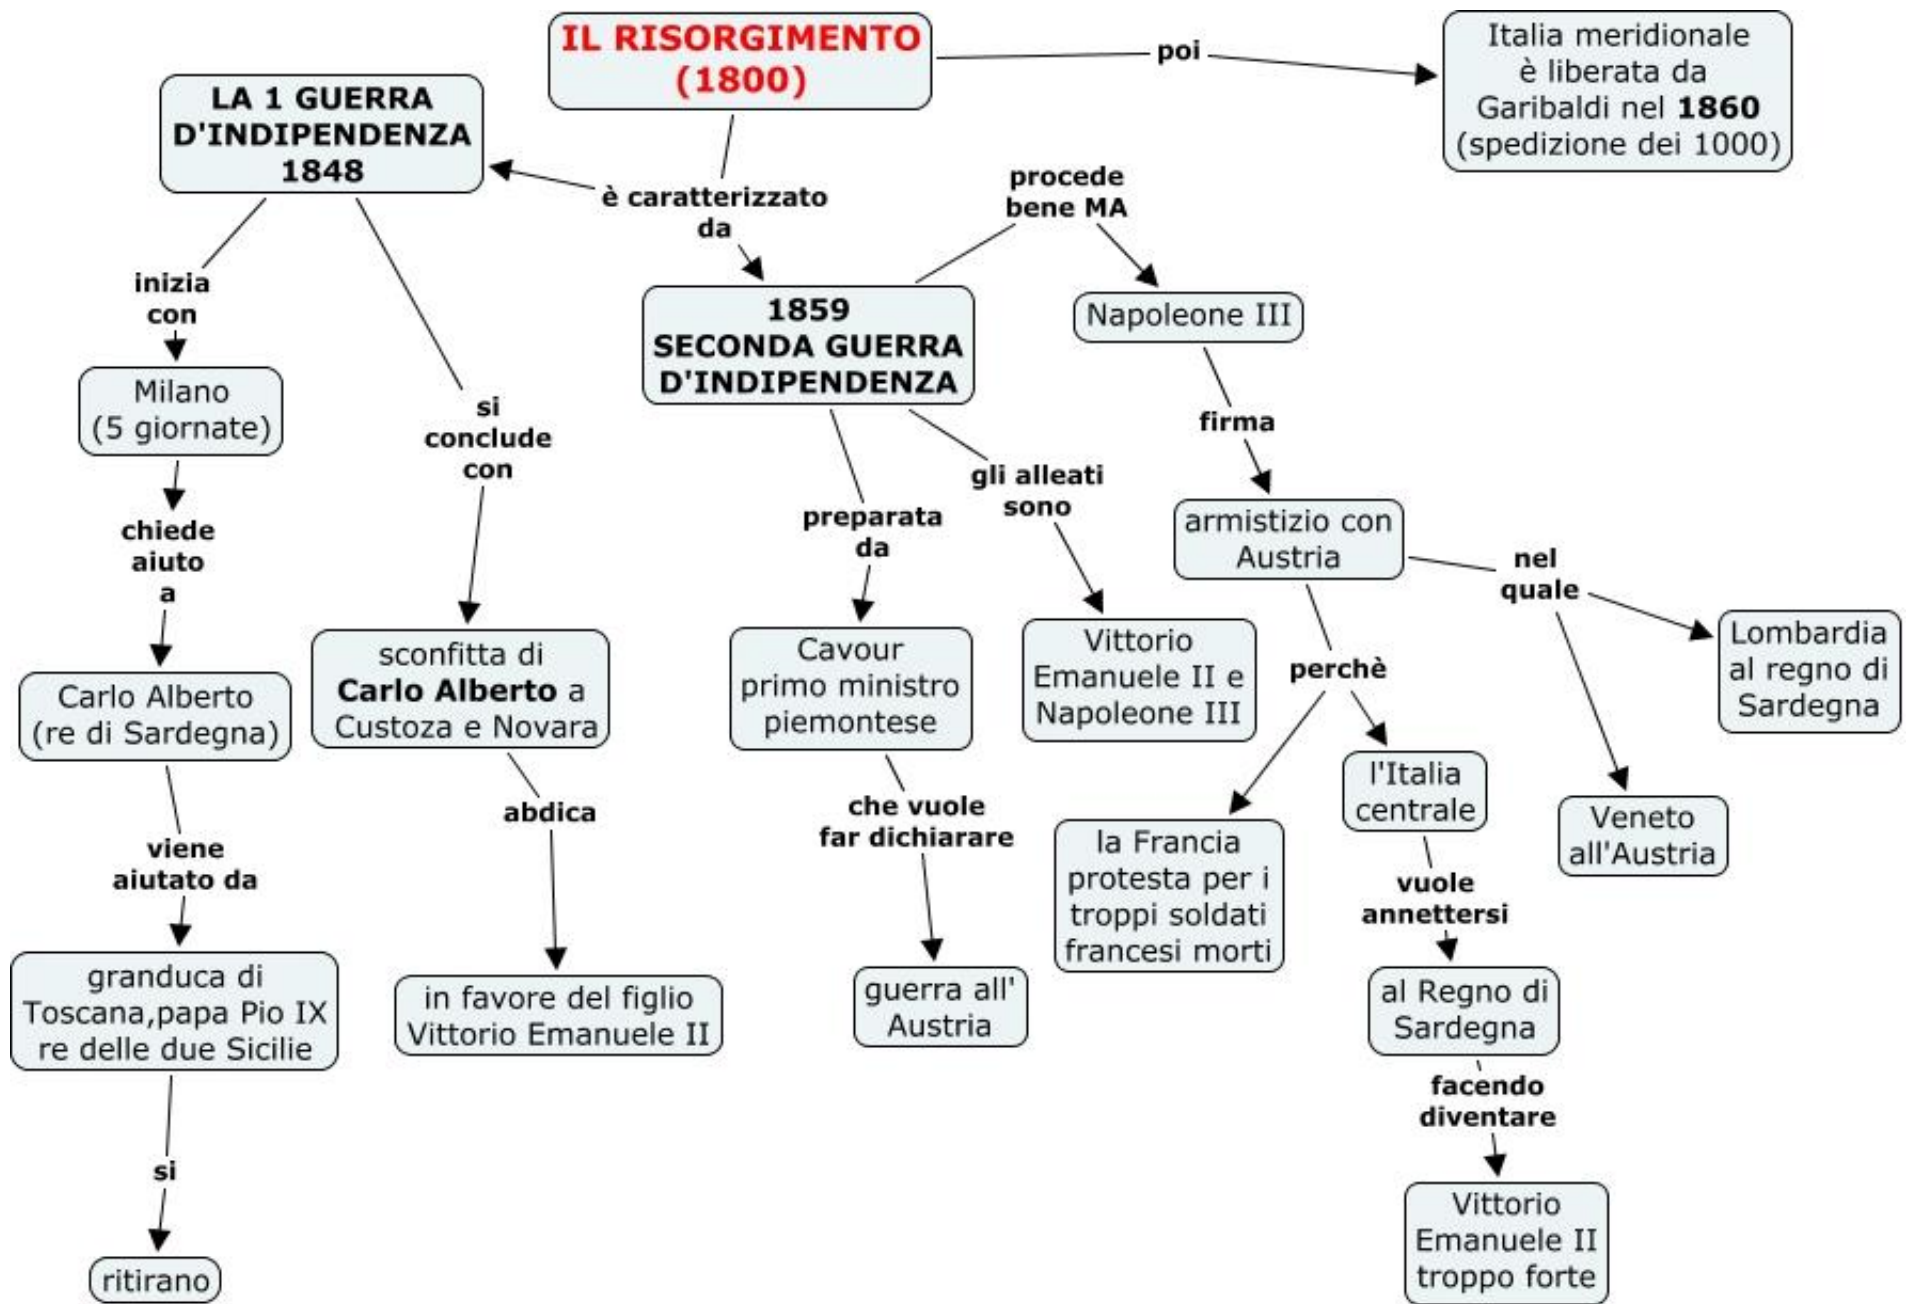 IL RISORGIMENTO
(1800)
poi
Italia meridionale
è liberata da
Garibaldi nel 1860
(spedizione dei 1000)
è caratterizzato
da
LA 1 GUERRA
D'INDIPENDENZA
1848
inizia
con
Milano
(5 giornate)
chiede
aiuto
a
Carlo Alberto
(re di Sardegna)
viene
aiutato da
granduca di
Toscana,papa Pio IX
re delle due Sicilie
si
ritirano
si
conclude
con
sconfitta di
Carlo Alberto a
Custoza e Novara
abdica
in favore del figlio
Vittorio Emanuele II
1859
SECONDA GUERRA
D'INDIPENDENZA
preparata
da
Cavour
primo ministro
piemontese
che vuole
far dichiarare
guerra all'
Austria
gli alleati
sono
Vittorio
Emanuele II e
Napoleone III
procede
bene MA
Napoleone III
firma
armistizio con
Austria
perchè
la Francia
protesta per i
troppi soldati
francesi morti
l'Italia
centrale
vuole
annettersi
al Regno di
Sardegna
facendo
diventare
Vittorio
Emanuele II
troppo forte
nel
quale
Lombardia
al regno di
Sardegna
Veneto
all'Austria